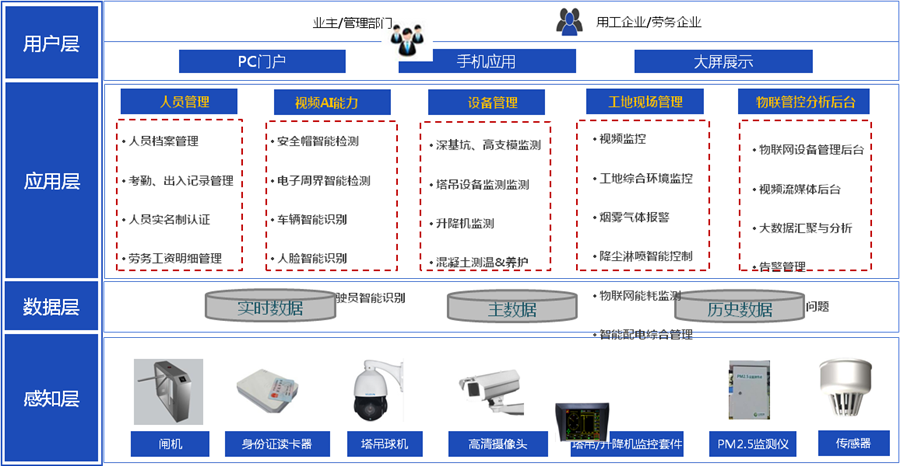 用户层
业主/管理部门
用工企业/劳务企业
PC门户
手机应用
大屏展示
应用层
人员管理
人员档案管理
考勤、出入记录管理
人员实名制认证
劳务工资明细管理
视频AI能力
安全帽智能检测
电子周界智能检测
车辆智能识别
人脸智能识别
驶员智能识别
设备管理
深基坑、高支模监测
塔吊设备监测监测
升降机监测
混凝土测温&养护
工地现场管理
视频监控
工地综合环境监控
烟雾气体报警
降尘淋喷智能控制
物联网能耗监测
智能配电综合管理
物联管控分析后台
物联网设备管理后台
视频流媒体后台
大数据汇聚与分析
告警管理
问题
数据层
实时数据
主数据
历史数据
感知层
闸机
身份证读卡器
塔吊球机
高清摄像头
塔吊/升降机监控套件
PM2.5监测仪
传感器